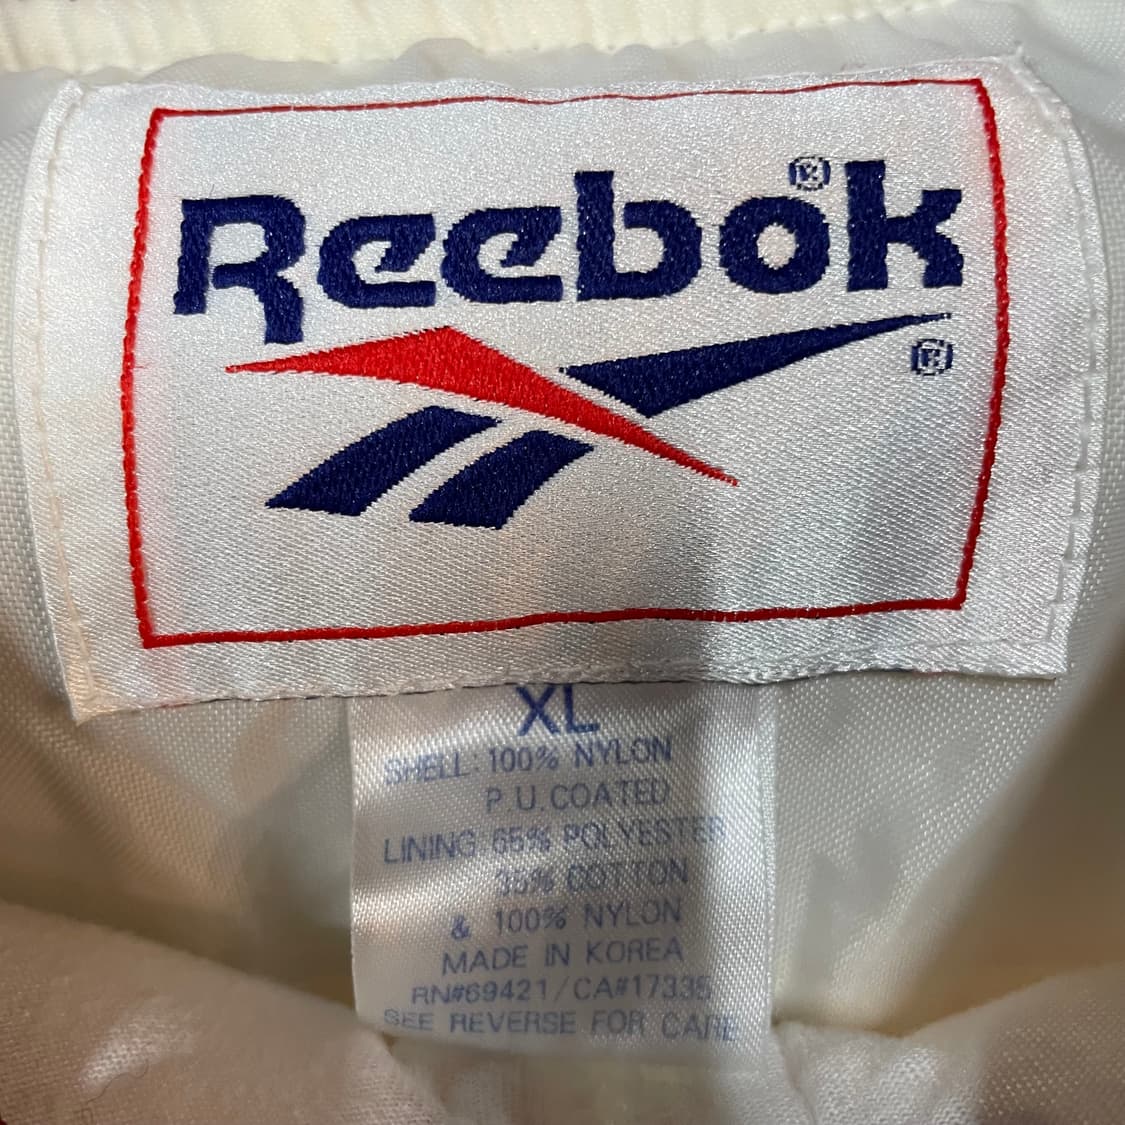 Reebok®
®
XL
SHELL: 100% NYLON
P.U.COATED
LINING 65% POLYESTER
35% COTTON
& 100% NYLON
MADE IN KOREA
RN#69421/CA#17335
SEE REVERSE FOR CARE